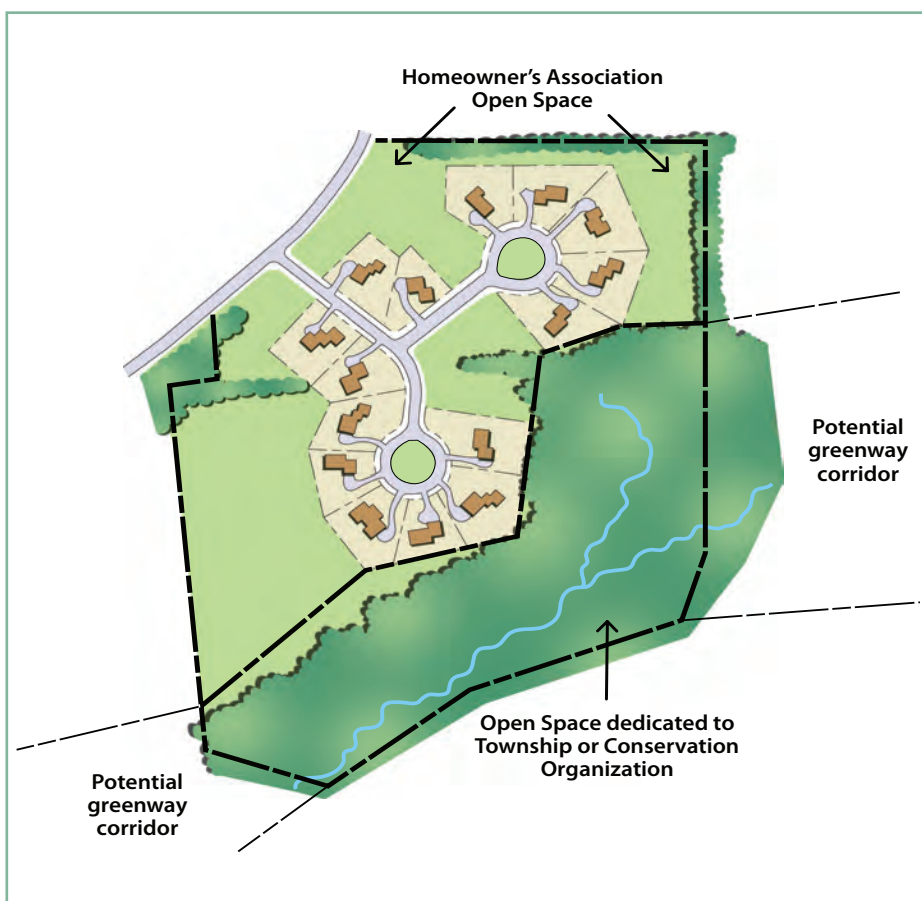 Homeowner’s Association
Open Space
Potential
greenway
corridor
Open Space dedicated to
Township or Conservation
Organization
Potential
greenway
corridor